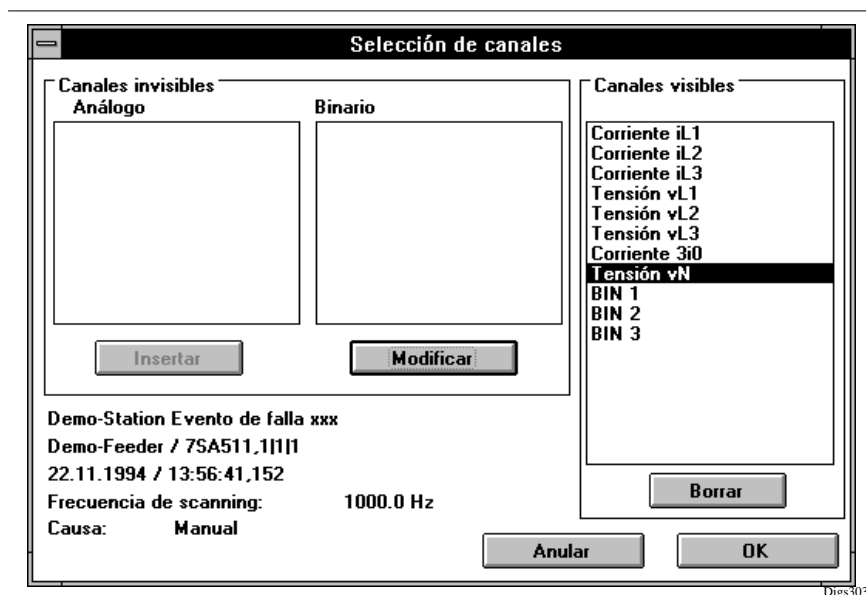 Selección de canales
Canales invisibles
Análogo
Binario
Insertar
Modificar
Canales visibles
Corriente iL1
Corriente iL2
Corriente iL3
Tensión vL1
Tensión vL2
Tensión vL3
Corriente 3i0
Tensión vN
BIN 1
BIN 2
BIN 3
Borrar
Demo-Station Evento de falla xxx
Demo-Feeder / 7SA511,1|1|1
22.11.1994 / 13:56:41,152
Frecuencia de scanning: 1000.0 Hz
Causa: Manual
Anular
OK
Digs303